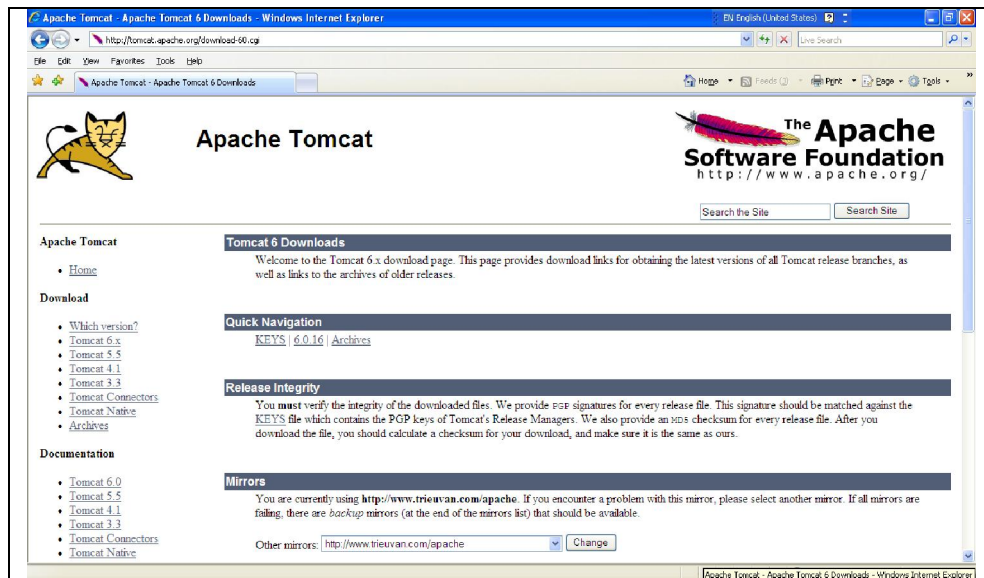 Apache Tomcat - Apache Tomcat 6 Downloads - Windows Internet Explorer
EN English (United States)
http://tomcat.apache.org/download-60.cgi
Live Search
File Edit View Favorites Tools Help
Apache Tomcat - Apache Tomcat 6 Downloads
Home Feeds Print Page Tools
Apache Tomcat
The Apache
Software Foundation
http://www.apache.org/
Search the Site
Search Site
Apache Tomcat
Home
Download
Which version?
Tomcat 6.x
Tomcat 5.5
Tomcat 4.1
Tomcat 3.3
Tomcat Connectors
Tomcat Native
Archives
Documentation
Tomcat 6.0
Tomcat 5.5
Tomcat 4.1
Tomcat 3.3
Tomcat Connectors
Tomcat Native
Tomcat 6 Downloads
Welcome to the Tomcat 6.x download page. This page provides download links for obtaining the latest versions of all Tomcat release branches, as
well as links to the archives of older releases.
Quick Navigation
KEYS | 6.0.16 | Archives
Release Integrity
You must verify the integrity of the downloaded files. We provide PGP signatures for every release file. This signature should be matched against the
KEYS file which contains the PGP keys of Tomcat's Release Managers. We also provide an MD5 checksum for every release file. After you
download the file, you should calculate a checksum for your download, and make sure it is the same as ours.
Mirrors
You are currently using http://www.trieuvan.com/apache. If you encounter a problem with this mirror, please select another mirror. If all mirrors are
failing, there are backup mirrors (at the end of the mirrors list) that should be available.
Other mirrors: http://www.trieuvan.com/apache Change
Apache Tomcat - Apache Tomcat 6 Downloads - Windows Internet Explorer